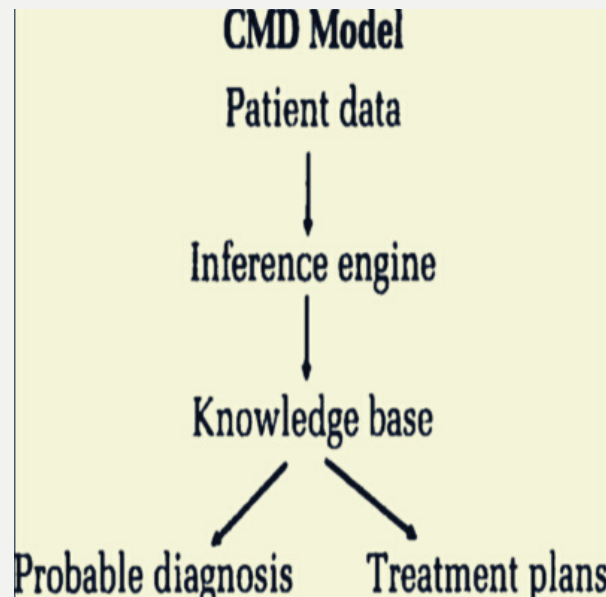 CMD Model
Patient data
Inference engine
Knowledge base
Probable diagnosis
Treatment plans